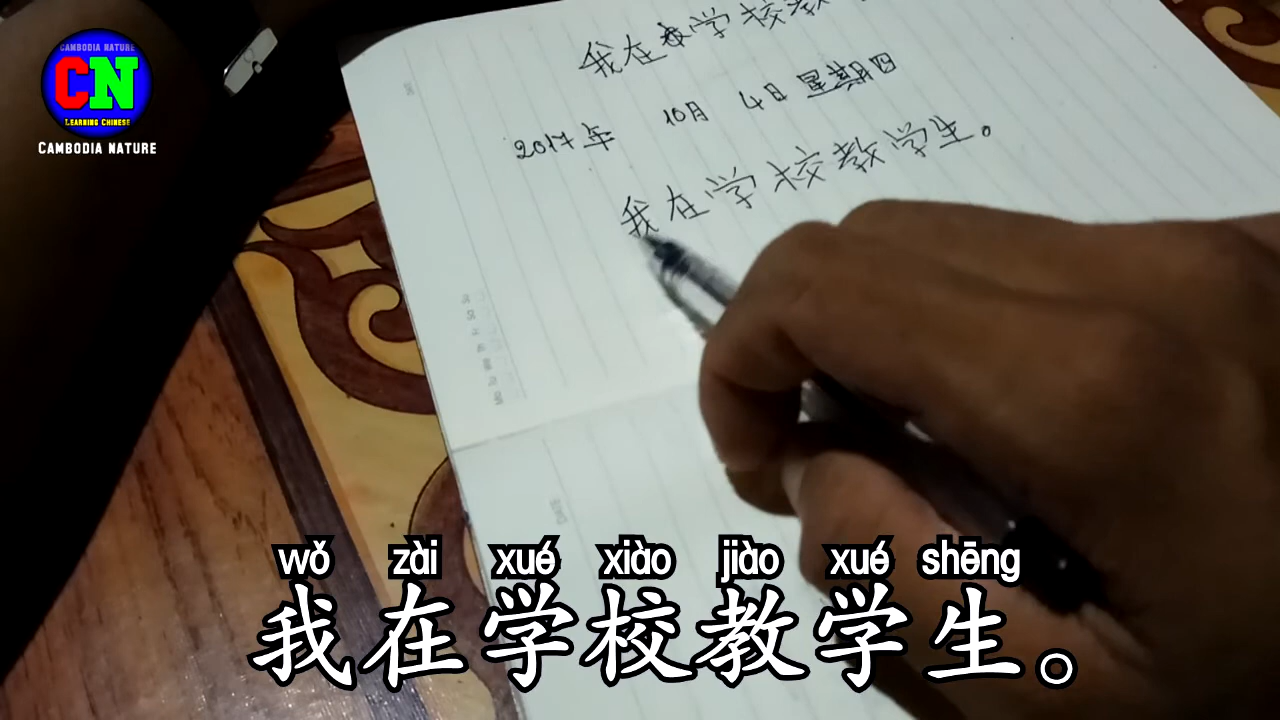 CAMBODIA NATURE
CN
LEARNING CHINESE
CAMBODIA NATURE
我在学校教
2017年 10月 4日 星期四
我在学校教学生。
DATE
wǒ zài xué xiào jiào xué shēng
我在学校教学生。